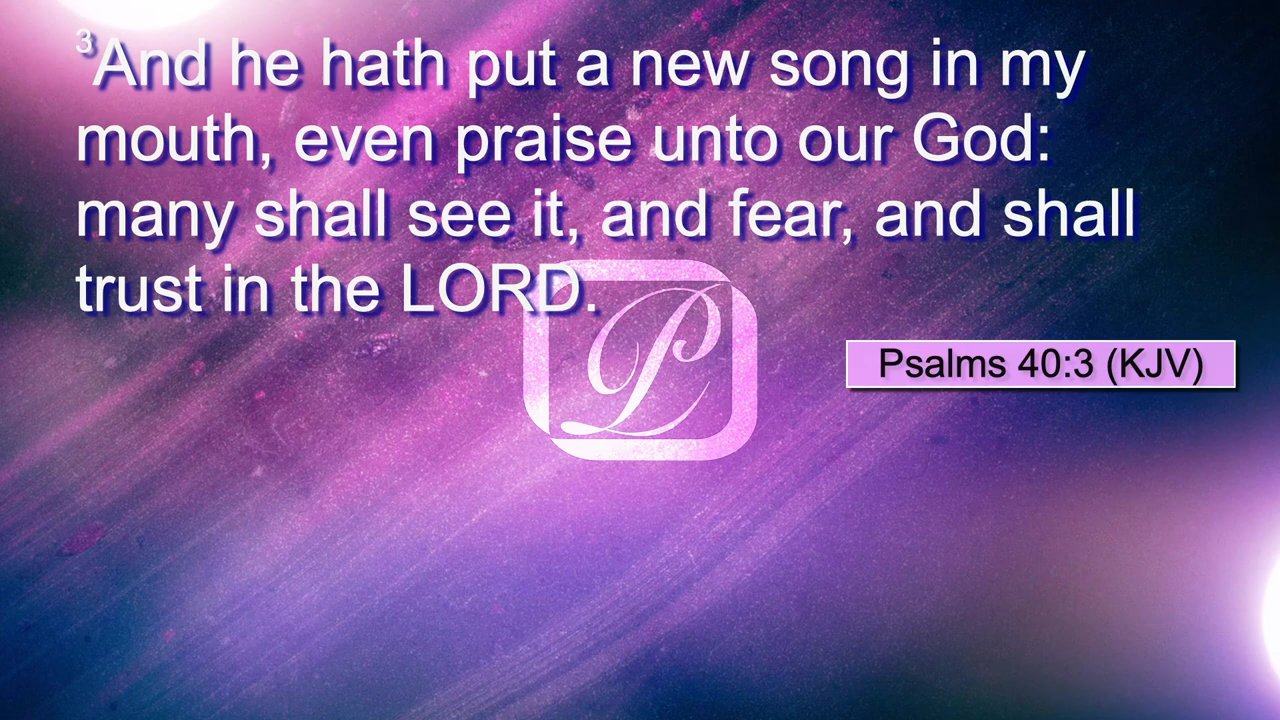 3And he hath put a new song in my
mouth, even praise unto our God:
many shall see it, and fear, and shall
trust in the LORD.
P
Psalms 40:3 (KJV)